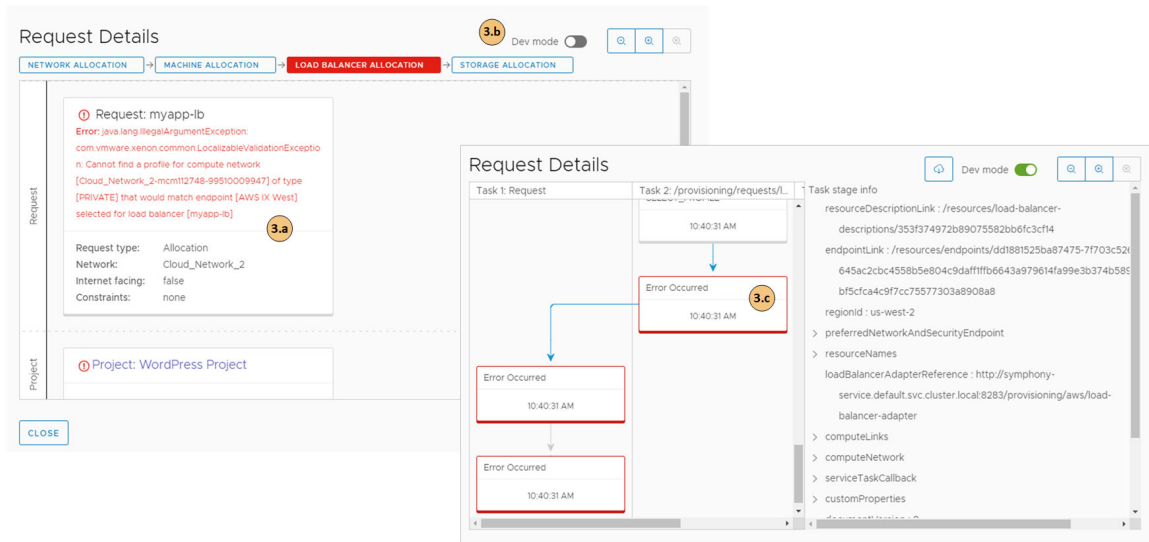 Request Details
3.b
Dev mode
NETWORK ALLOCATION
MACHINE ALLOCATION
LOAD BALANCER ALLOCATION
STORAGE ALLOCATION
Request
Request: myapp-lb
Error: java.lang.IllegalArgumentException:
com.vmware.xenon.common.LocalizableValidationExceptio
n: Cannot find a profile for compute network
[Cloud_Network_2-mcm112748-99510009947] of type
[PRIVATE] that would match endpoint [AWS IX West]
selected for load balancer [myapp-lb]
3.a
Request type: Allocation
Network: Cloud_Network_2
Internet facing: false
Constraints: none
Project
Project: WordPress Project
CLOSE
Request Details
Dev mode
Task 1: Request
Task 2: /provisioning/requests/l...
SELECT_PROFILE
10:40:31 AM
Error Occurred
3.c
10:40:31 AM
Error Occurred
10:40:31 AM
Error Occurred
10:40:31 AM
Task stage info
resourceDescriptionLink : /resources/load-balancer-
descriptions/353f374972b89075582bb6fc3cf14
endpointLink : /resources/endpoints/dd1881525ba87475-7f703c526
645ac2cbc4558b5e804c9daff1ffb6643a979614fa99e3b374b589
bf5cfca4c9f7cc75577303a8908a8
regionId : us-west-2
preferredNetworkAndSecurityEndpoint
resourceNames
loadBalancerAdapterReference : http://symphony-
service.default.svc.cluster.local:8283/provisioning/aws/load-
balancer-adapter
computeLinks
computeNetwork
serviceTaskCallback
customProperties